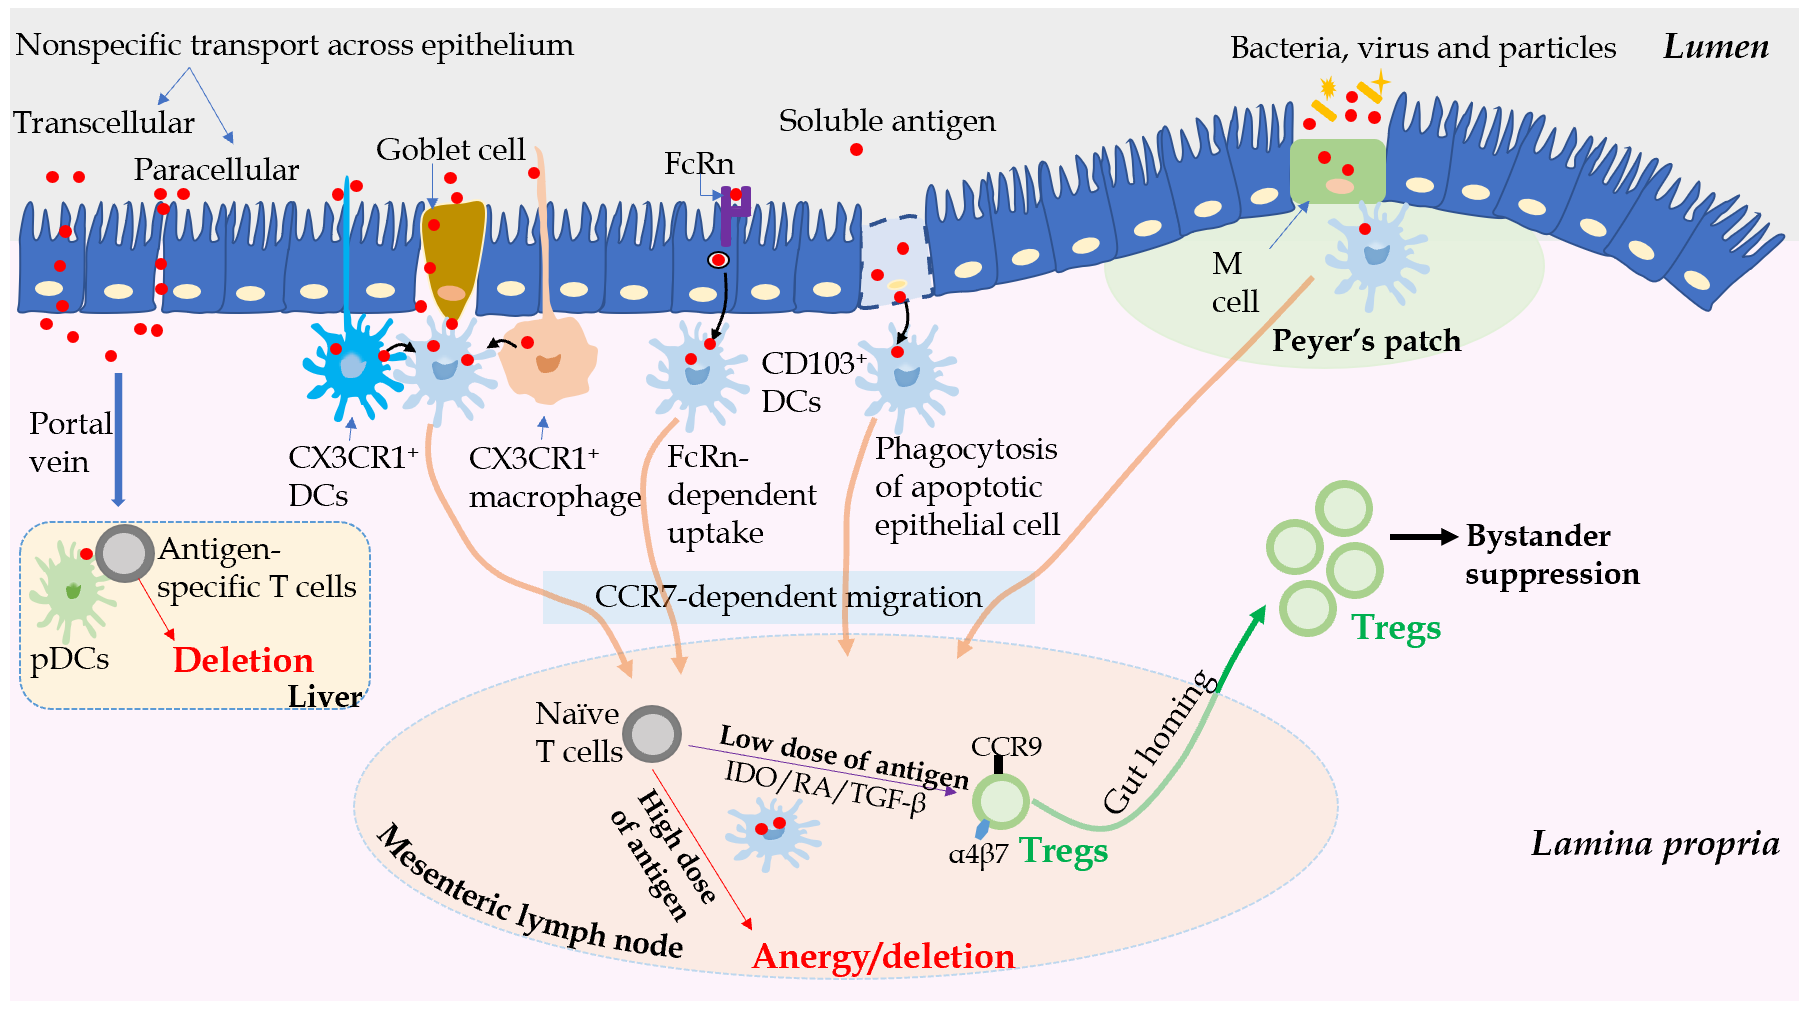 Nonspecific transport across epithelium
Bacteria, virus and particles
Lumen
Transcellular
Paracellular
Goblet cell
FcRn
Soluble antigen
M
cell
Peyer's patch
Portal
vein
CX3CR1⁺
DCs
CX3CR1⁺
macrophage
FcRn-
dependent
uptake
CD103⁺
DCs
Phagocytosis
of apoptotic
epithelial cell
Antigen-
specific T cells
pDCs
Deletion
Liver
CCR7-dependent migration
Bystander
suppression
Tregs
Naïve
T cells
Low dose of antigen
IDO/RA/TGF-β
High dose
of antigen
CCR9
α4β7
Tregs
Gut homing
Mesenteric lymph node
Anergy/deletion
Lamina propria